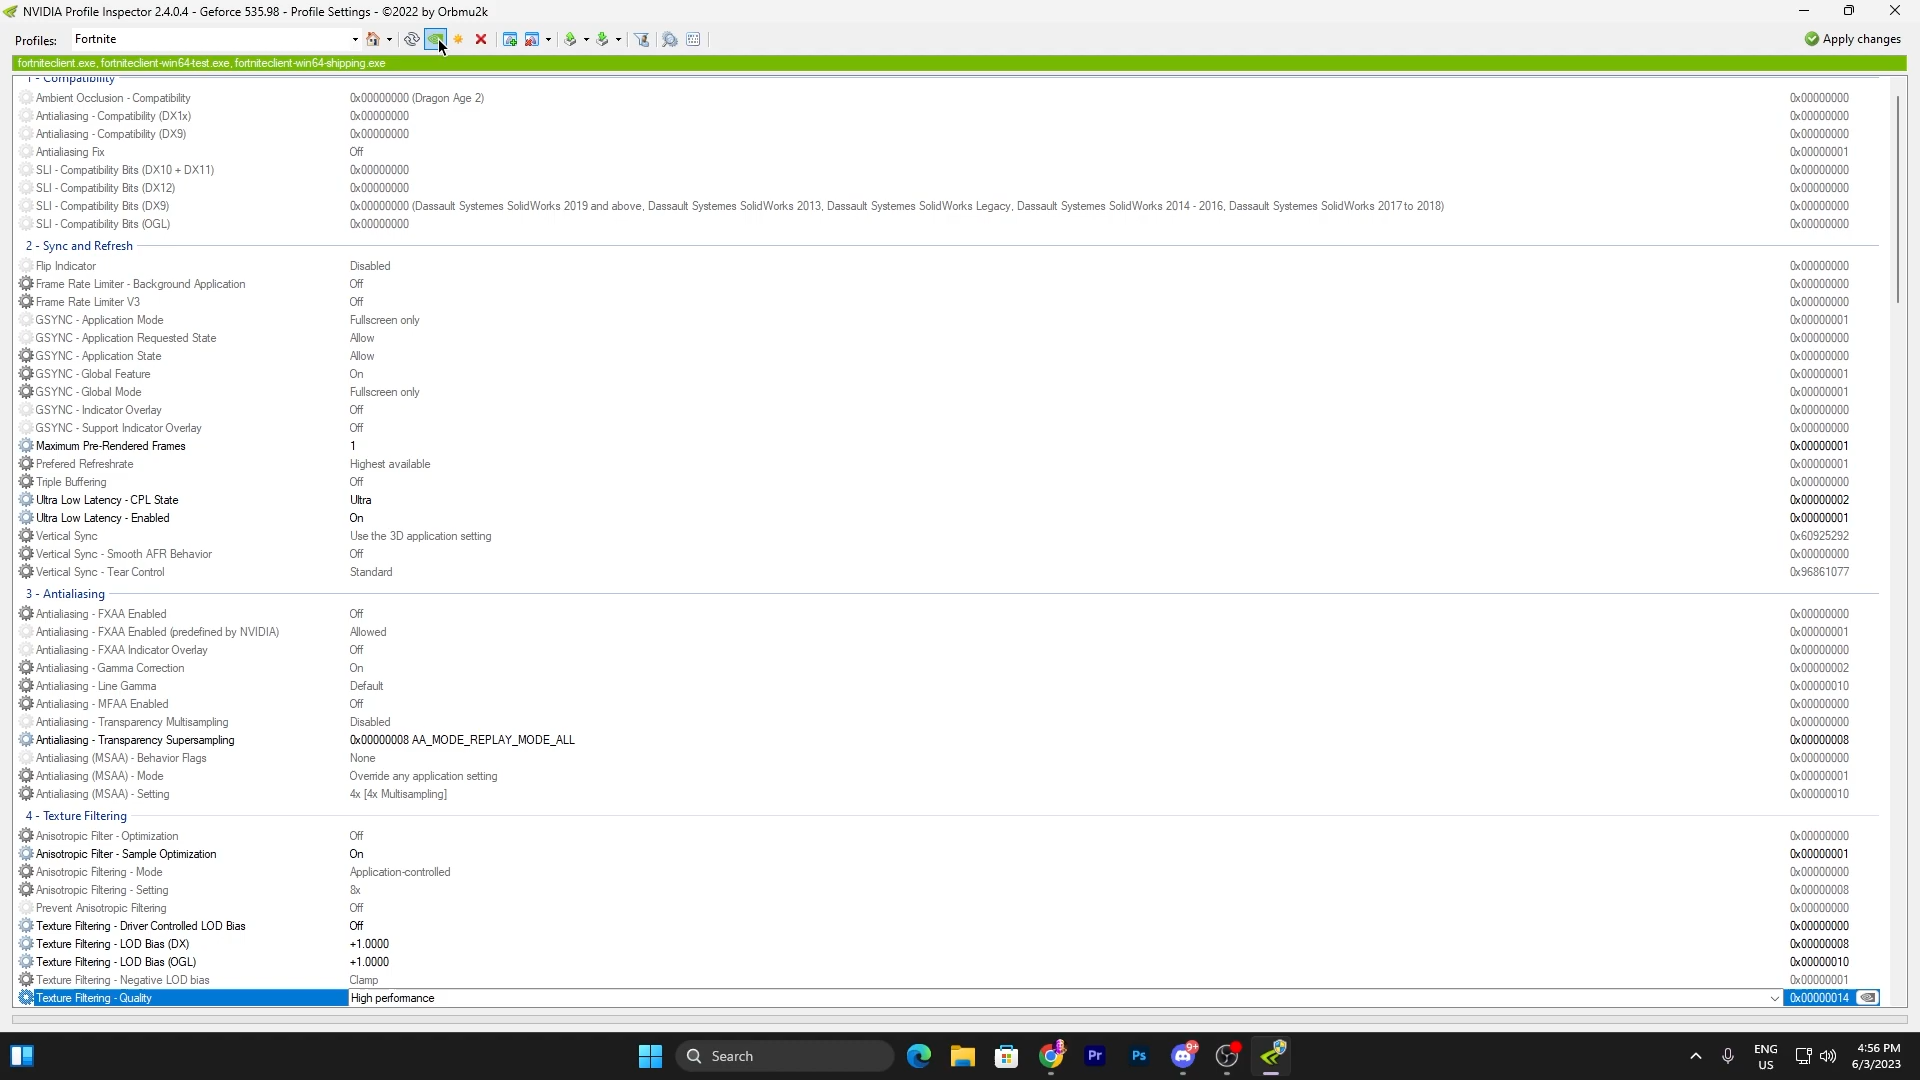 NVIDIA Profile Inspector 2.4.0.4 - Geforce 535.98 - Profile Settings - ©2022 by Orbmu2k
Profiles: Fortnite Apply changes
fortniteclient.exe, fortniteclient-win64-test.exe, fortniteclient-win64-shipping.exe
1 - Compatibility
Ambient Occlusion - Compatibility 0x00000000 (Dragon Age 2) 0x00000000
Antialiasing - Compatibility (DX1x) 0x00000000 0x00000000
Antialiasing - Compatibility (DX9) 0x00000000 0x00000000
Antialiasing Fix Off 0x00000001
SLI - Compatibility Bits (DX10 + DX11) 0x00000000 0x00000000
SLI - Compatibility Bits (DX12) 0x00000000 0x00000000
SLI - Compatibility Bits (DX9) 0x00000000 (Dassault Systemes SolidWorks 2019 and above, Dassault Systemes SolidWorks 2013, Dassault Systemes SolidWorks Legacy, Dassault Systemes SolidWorks 2014 - 2016, Dassault Systemes SolidWorks 2017 to 2018) 0x00000000
SLI - Compatibility Bits (OGL) 0x00000000 0x00000000
2 - Sync and Refresh
Flip Indicator Disabled 0x00000000
Frame Rate Limiter - Background Application Off 0x00000000
Frame Rate Limiter V3 Off 0x00000000
GSYNC - Application Mode Fullscreen only 0x00000001
GSYNC - Application Requested State Allow 0x00000000
GSYNC - Application State Allow 0x00000000
GSYNC - Global Feature On 0x00000001
GSYNC - Global Mode Fullscreen only 0x00000001
GSYNC - Indicator Overlay Off 0x00000000
GSYNC - Support Indicator Overlay Off 0x00000000
Maximum Pre-Rendered Frames 1 0x00000001
Prefered Refreshrate Highest available 0x00000001
Triple Buffering Off 0x00000000
Ultra Low Latency - CPL State Ultra 0x00000002
Ultra Low Latency - Enabled On 0x00000001
Vertical Sync Use the 3D application setting 0x60925292
Vertical Sync - Smooth AFR Behavior Off 0x00000000
Vertical Sync - Tear Control Standard 0x96861077
3 - Antialiasing
Antialiasing - FXAA Enabled Off 0x00000000
Antialiasing - FXAA Enabled (predefined by NVIDIA) Allowed 0x00000001
Antialiasing - FXAA Indicator Overlay Off 0x00000000
Antialiasing - Gamma Correction On 0x00000002
Antialiasing - Line Gamma Default 0x00000010
Antialiasing - MFAA Enabled Off 0x00000000
Antialiasing - Transparency Multisampling Disabled 0x00000000
Antialiasing - Transparency Supersampling 0x00000008 AA_MODE_REPLAY_MODE_ALL 0x00000008
Antialiasing (MSAA) - Behavior Flags None 0x00000000
Antialiasing (MSAA) - Mode Override any application setting 0x00000001
Antialiasing (MSAA) - Setting 4x [4x Multisampling] 0x00000010
4 - Texture Filtering
Anisotropic Filter - Optimization Off 0x00000000
Anisotropic Filter - Sample Optimization On 0x00000001
Anisotropic Filtering - Mode Application-controlled 0x00000000
Anisotropic Filtering - Setting 8x 0x00000008
Prevent Anisotropic Filtering Off 0x00000000
Texture Filtering - Driver Controlled LOD Bias Off 0x00000000
Texture Filtering - LOD Bias (DX) +1.0000 0x00000008
Texture Filtering - LOD Bias (OGL) +1.0000 0x00000010
Texture Filtering - Negative LOD bias Clamp 0x00000001
Texture Filtering - Quality High performance 0x00000014
Search Pr Ps 9+ ENG US 4:56 PM
6/3/2023